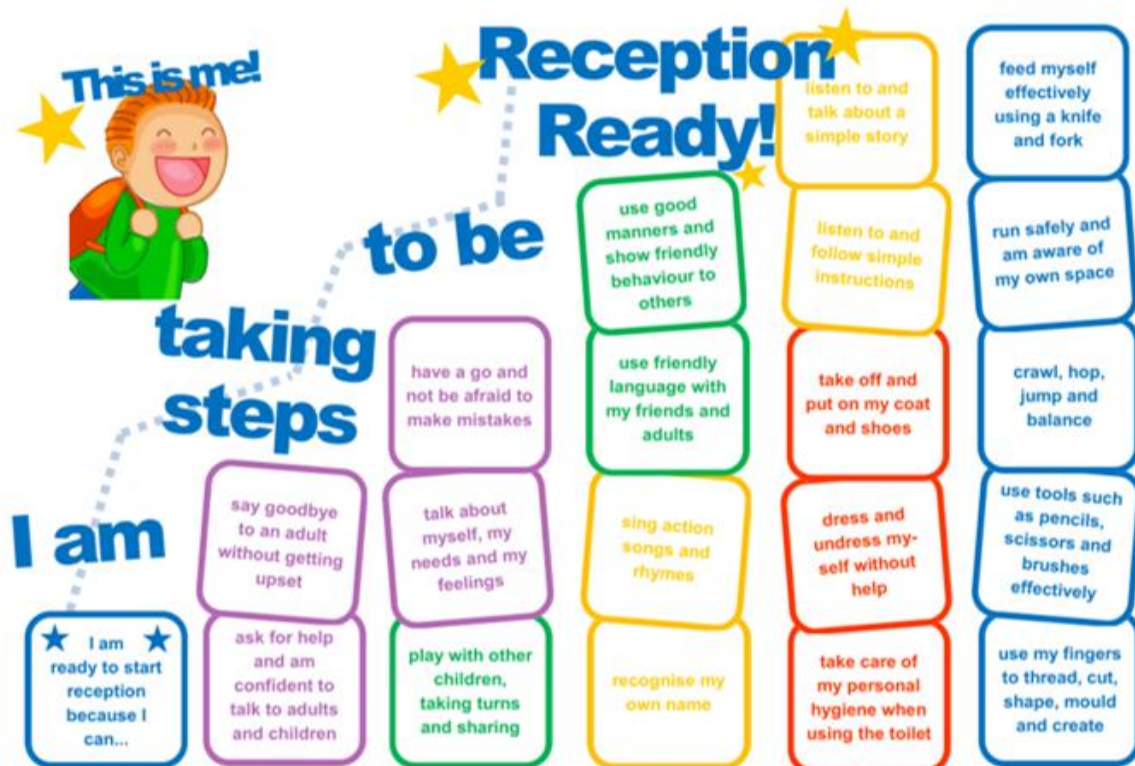 This is me!
Reception
Ready!
to be
taking
steps
I am
I am
ready to start
reception
because I
can...
say goodbye
to an adult
without getting
upset
ask for help
and am
confident to
talk to adults
and children
have a go and
not be afraid to
make mistakes
talk about
myself, my
needs and my
feelings
play with other
children,
taking turns
and sharing
use good
manners and
show friendly
behaviour to
others
use friendly
language with
my friends and
adults
sing action
songs and
rhymes
recognise my
own name
listen to and
talk about a
simple story
listen to and
follow simple
instructions
take off and
put on my coat
and shoes
dress and
undress my-
self without
help
take care of
my personal
hygiene when
using the toilet
feed myself
effectively
using a knife
and fork
run safely and
am aware of
my own space
crawl, hop,
jump and
balance
use tools such
as pencils,
scissors and
brushes
effectively
use my fingers
to thread, cut,
shape, mould
and create